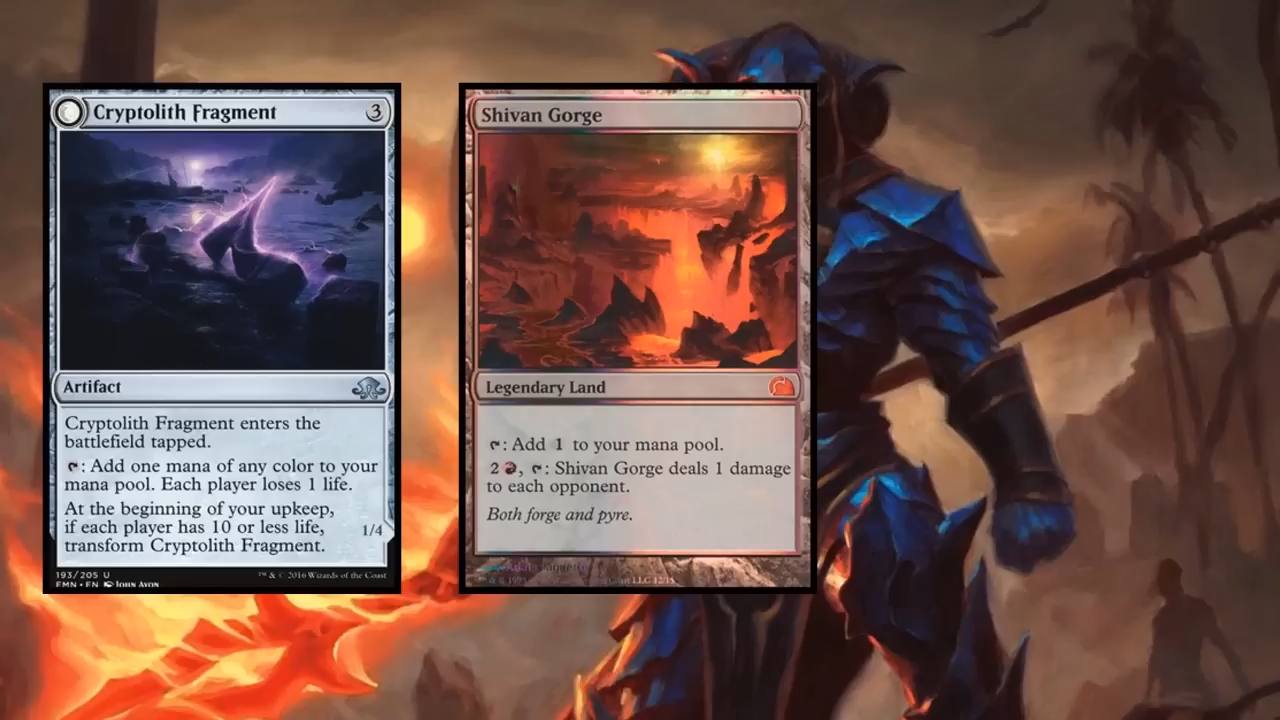 Cryptolith Fragment 3
Artifact
Cryptolith Fragment enters the
battlefield tapped.
: Add one mana of any color to your
mana pool. Each player loses 1 life.
At the beginning of your upkeep,
if each player has 10 or less life,
transform Cryptolith Fragment.
1/4
193/205 U
EMN • EN John Avon
™ & © 2016 Wizards of the Coast
Shivan Gorge
Legendary Land
: Add 1 to your mana pool.
2, : Shivan Gorge deals 1 damage
to each opponent.
Both forge and pyre.
LLC 12/15